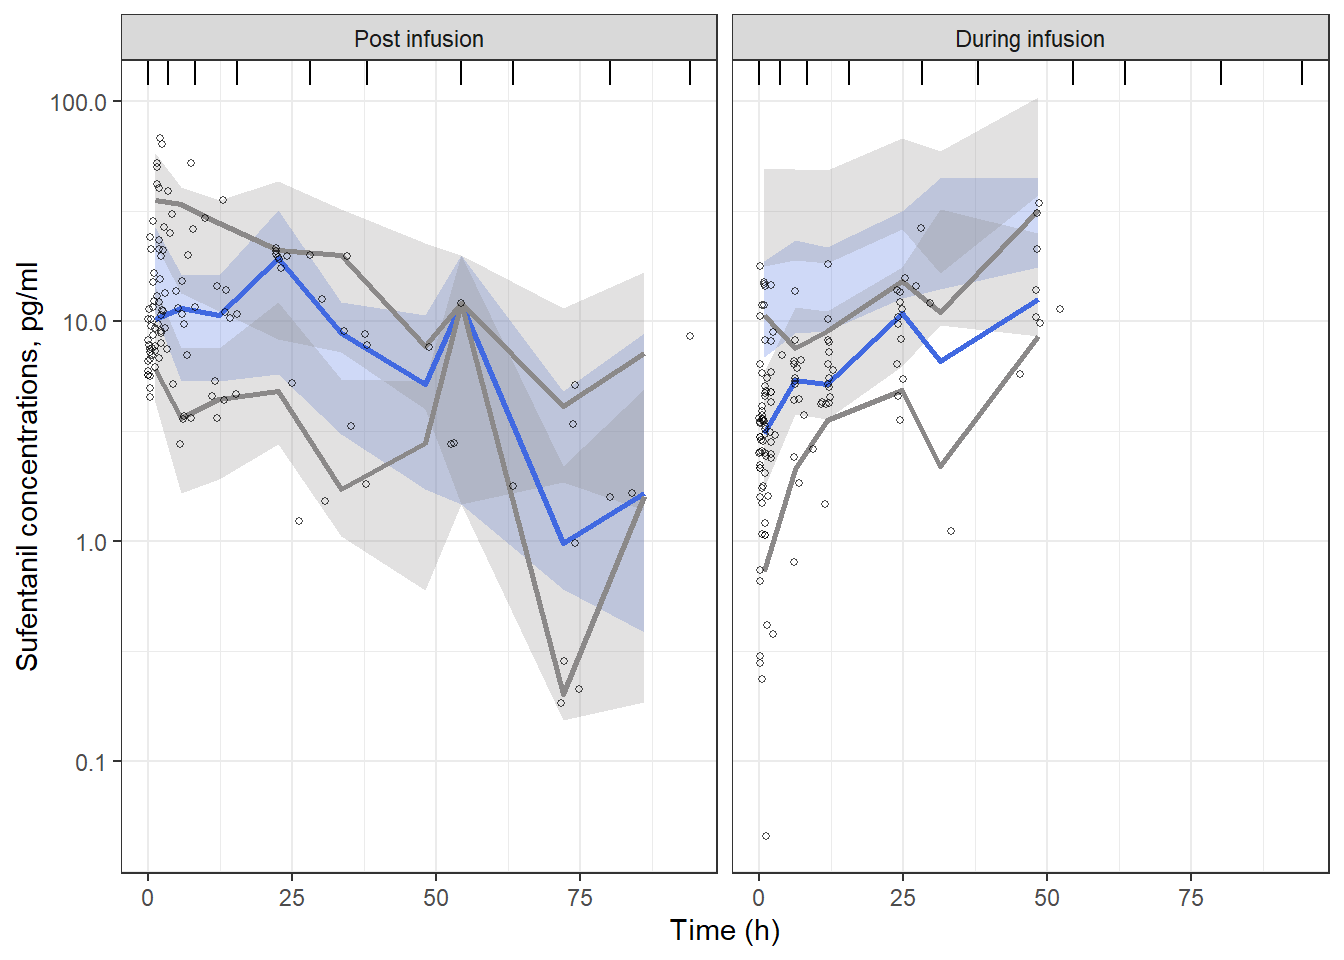 Post infusion
During infusion
100.0
10.0
1.0
0.1
Sufentanil concentrations, pg/ml
0 25 50 75
0 25 50 75
Time (h)